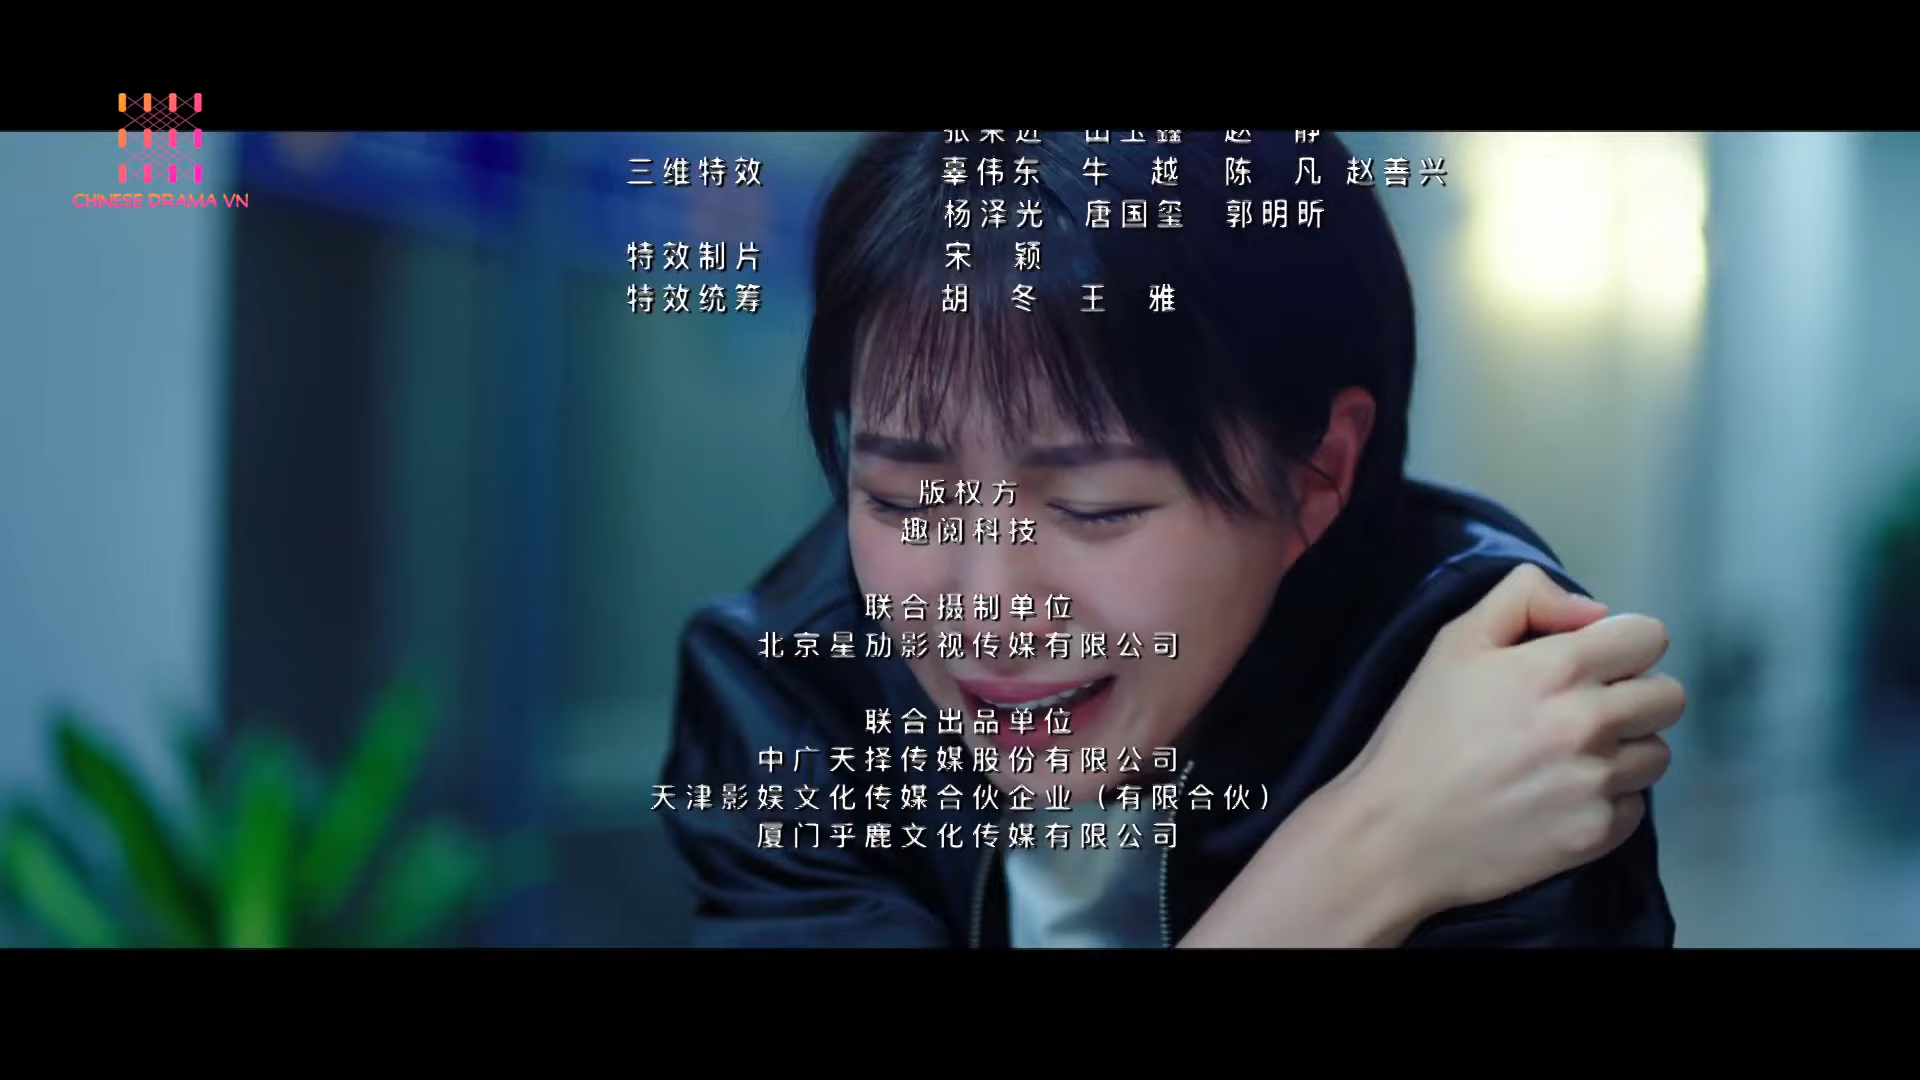 CHINESE DRAMA VN
三维特效 辜伟东 牛 越 陈 凡 赵善兴
杨泽光 唐国玺 郭明昕
特效制片 宋 颖
特效统筹 胡 冬 王 雅
版权方
趣阅科技
联合摄制单位
北京星劢影视传媒有限公司
联合出品单位
中广天择传媒股份有限公司
天津影娱文化传媒合伙企业（有限合伙）
厦门乎鹿文化传媒有限公司